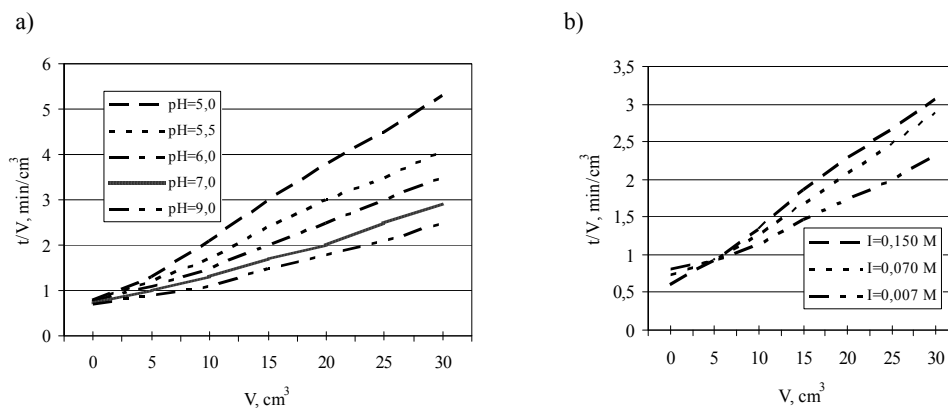 a)
6
5
4
3
2
1
0
t/V, min/cm³
pH=5,0
pH=5,5
pH=6,0
pH=7,0
pH=9,0
0 5 10 15 20 25 30
V, cm³
b)
3,5
3
2,5
2
1,5
1
0,5
0
t/V, min/cm³
I=0,150 M
I=0,070 M
I=0,007 M
0 5 10 15 20 25 30
V, cm³